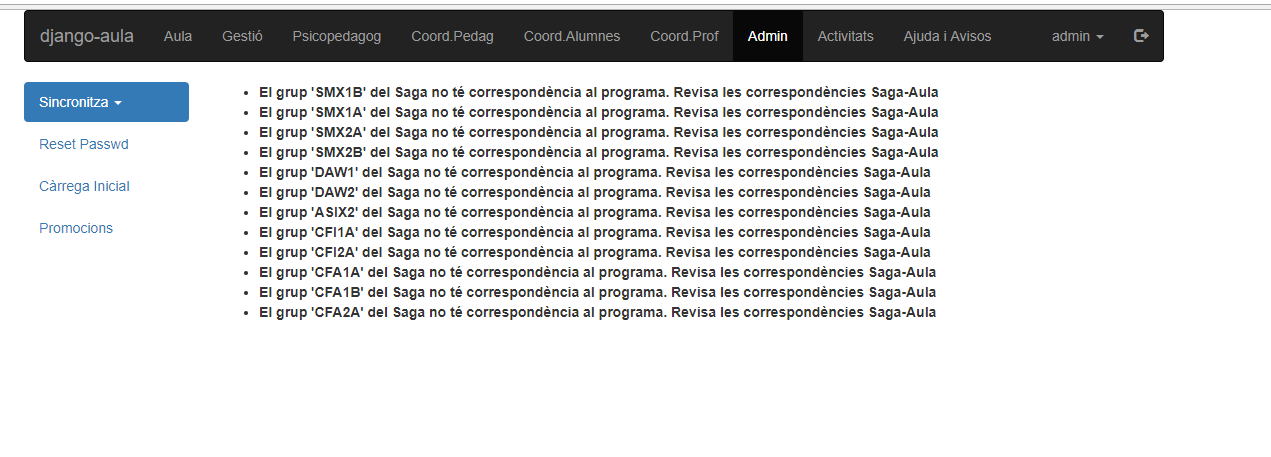 django-aula Aula Gestió Psicopedagog Coord.Pedag Coord.Alumnes Coord.Prof Admin Activitats Ajuda i Avisos admin
Sincronitza
Reset Passwd
Càrrega Inicial
Promocions
El grup 'SMX1B' del Saga no té correspondència al programa. Revisa les correspondències Saga-Aula
El grup 'SMX1A' del Saga no té correspondència al programa. Revisa les correspondències Saga-Aula
El grup 'SMX2A' del Saga no té correspondència al programa. Revisa les correspondències Saga-Aula
El grup 'SMX2B' del Saga no té correspondència al programa. Revisa les correspondències Saga-Aula
El grup 'DAW1' del Saga no té correspondència al programa. Revisa les correspondències Saga-Aula
El grup 'DAW2' del Saga no té correspondència al programa. Revisa les correspondències Saga-Aula
El grup 'ASIX2' del Saga no té correspondència al programa. Revisa les correspondències Saga-Aula
El grup 'CFI1A' del Saga no té correspondència al programa. Revisa les correspondències Saga-Aula
El grup 'CFI2A' del Saga no té correspondència al programa. Revisa les correspondències Saga-Aula
El grup 'CFA1A' del Saga no té correspondència al programa. Revisa les correspondències Saga-Aula
El grup 'CFA1B' del Saga no té correspondència al programa. Revisa les correspondències Saga-Aula
El grup 'CFA2A' del Saga no té correspondència al programa. Revisa les correspondències Saga-Aula